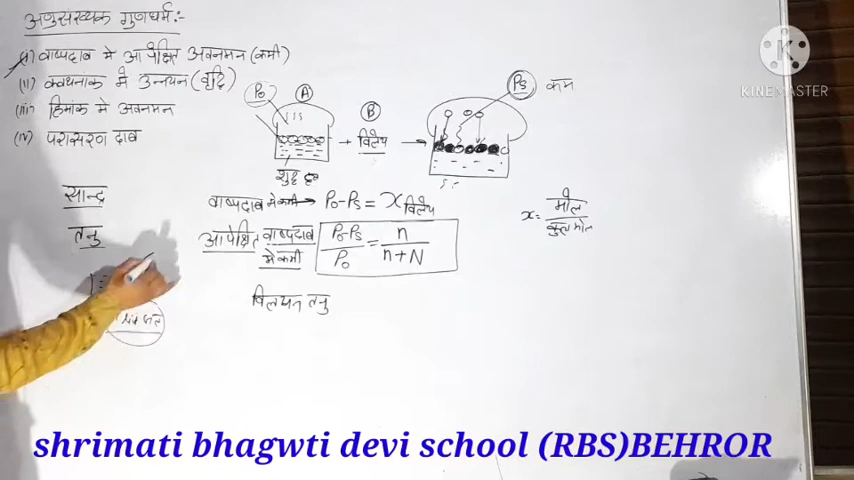 अणुसंख्यक गुणधर्म :-
(i) वाष्पदाब मे आपेक्षित अवनमन (कमी)
(ii) क्वथनांक में उन्नयन (वृद्धि)
(iii) हिमांक मे अवनमन
(iv) परासरण दाब
P₀ A
B
विलेय
Ps कम
शुद्ध द्रव
सान्द्र
तनु
वाष्पदाब मे कमी → P₀-Ps = x विलेय
x = मोल / कुल मोल
आपेक्षित वाष्पदाब मे कमी
P₀-Ps / P₀ = n / n+N
विलयन तनु
KINEMASTER
shrimati bhagwti devi school (RBS)BEHROR